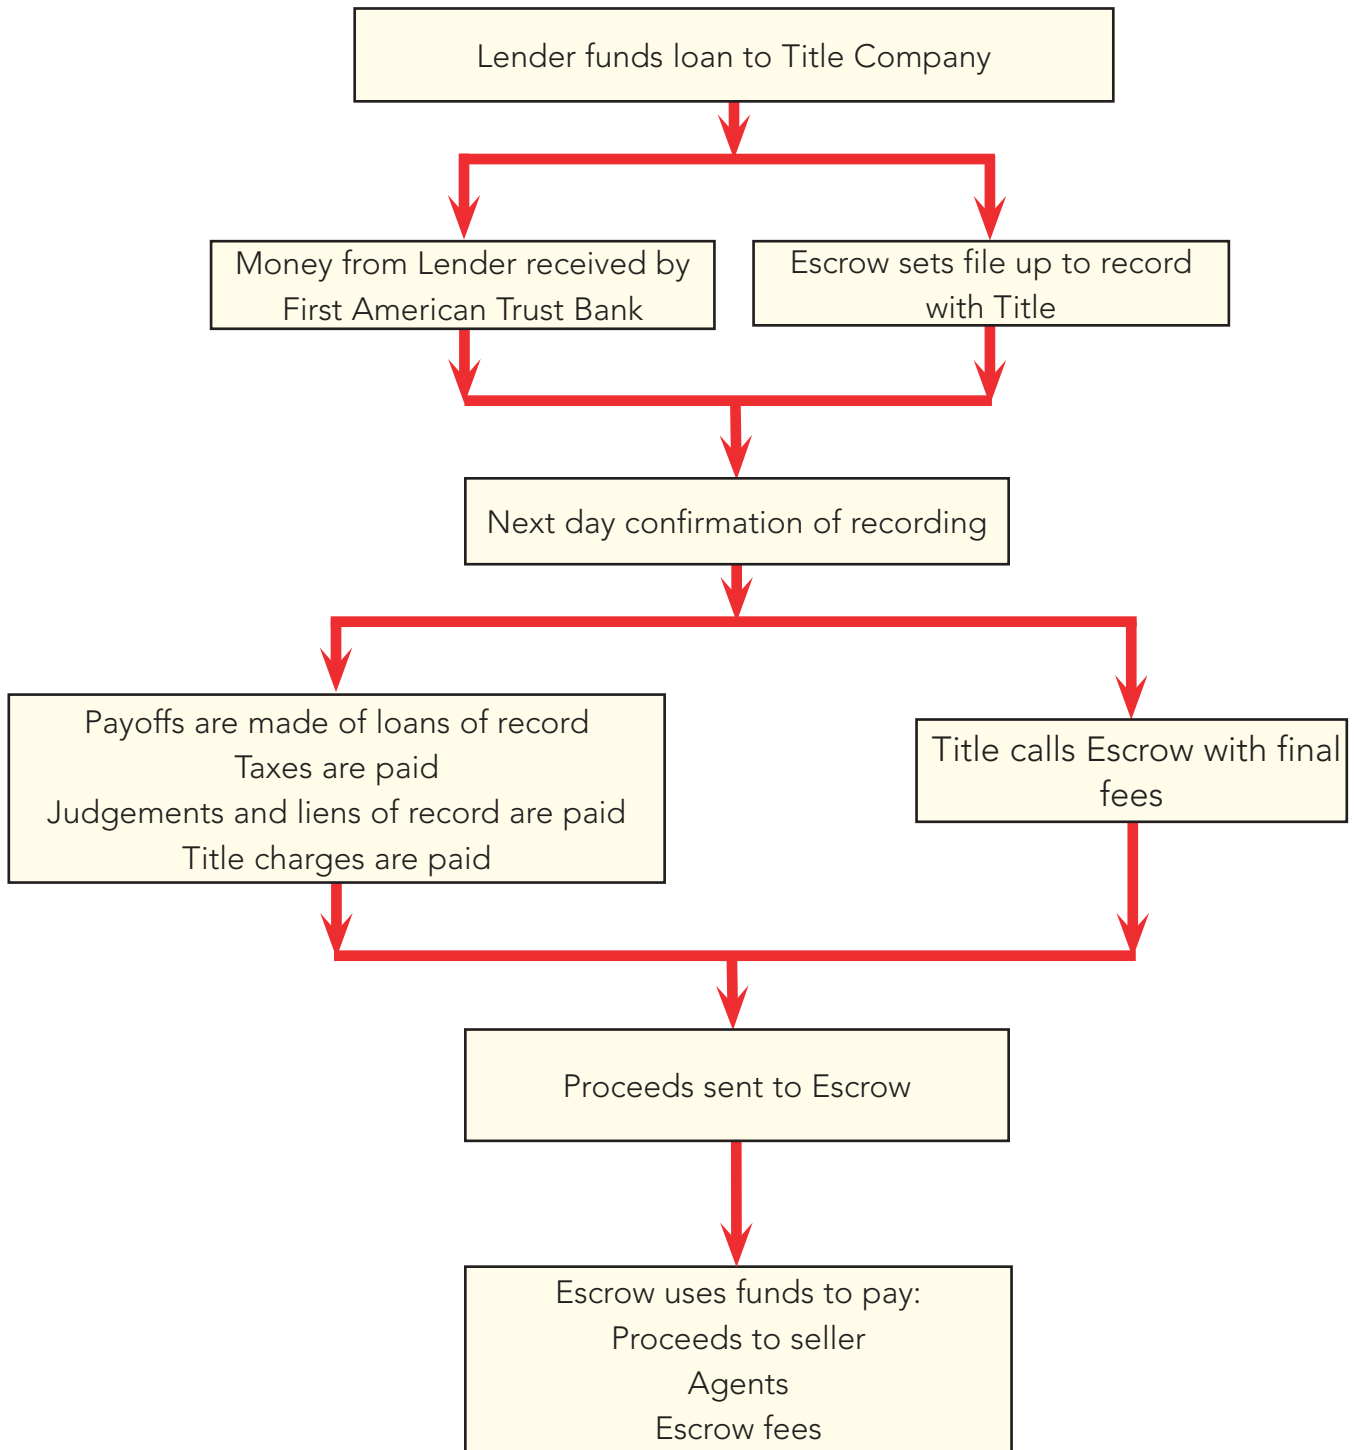 Lender funds loan to Title Company
Money from Lender received by
First American Trust Bank
Escrow sets file up to record
with Title
Next day confirmation of recording
Payoffs are made of loans of record
Taxes are paid
Judgements and liens of record are paid
Title charges are paid
Title calls Escrow with final
fees
Proceeds sent to Escrow
Escrow uses funds to pay:
Proceeds to seller
Agents
Escrow fees